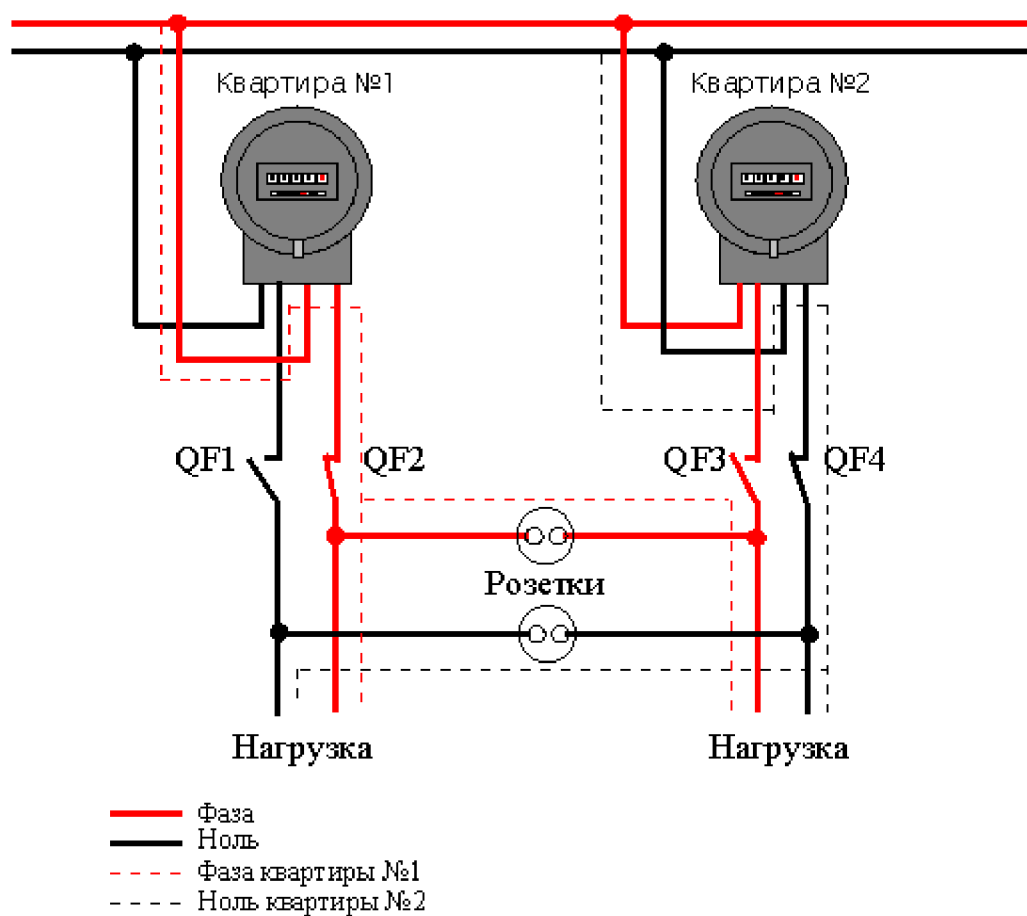 Квартира №1
Квартира №2
QF1
QF2
QF3
QF4
Розетки
Нагрузка
Нагрузка
Фаза
Ноль
Фаза квартиры №1
Ноль квартиры №2